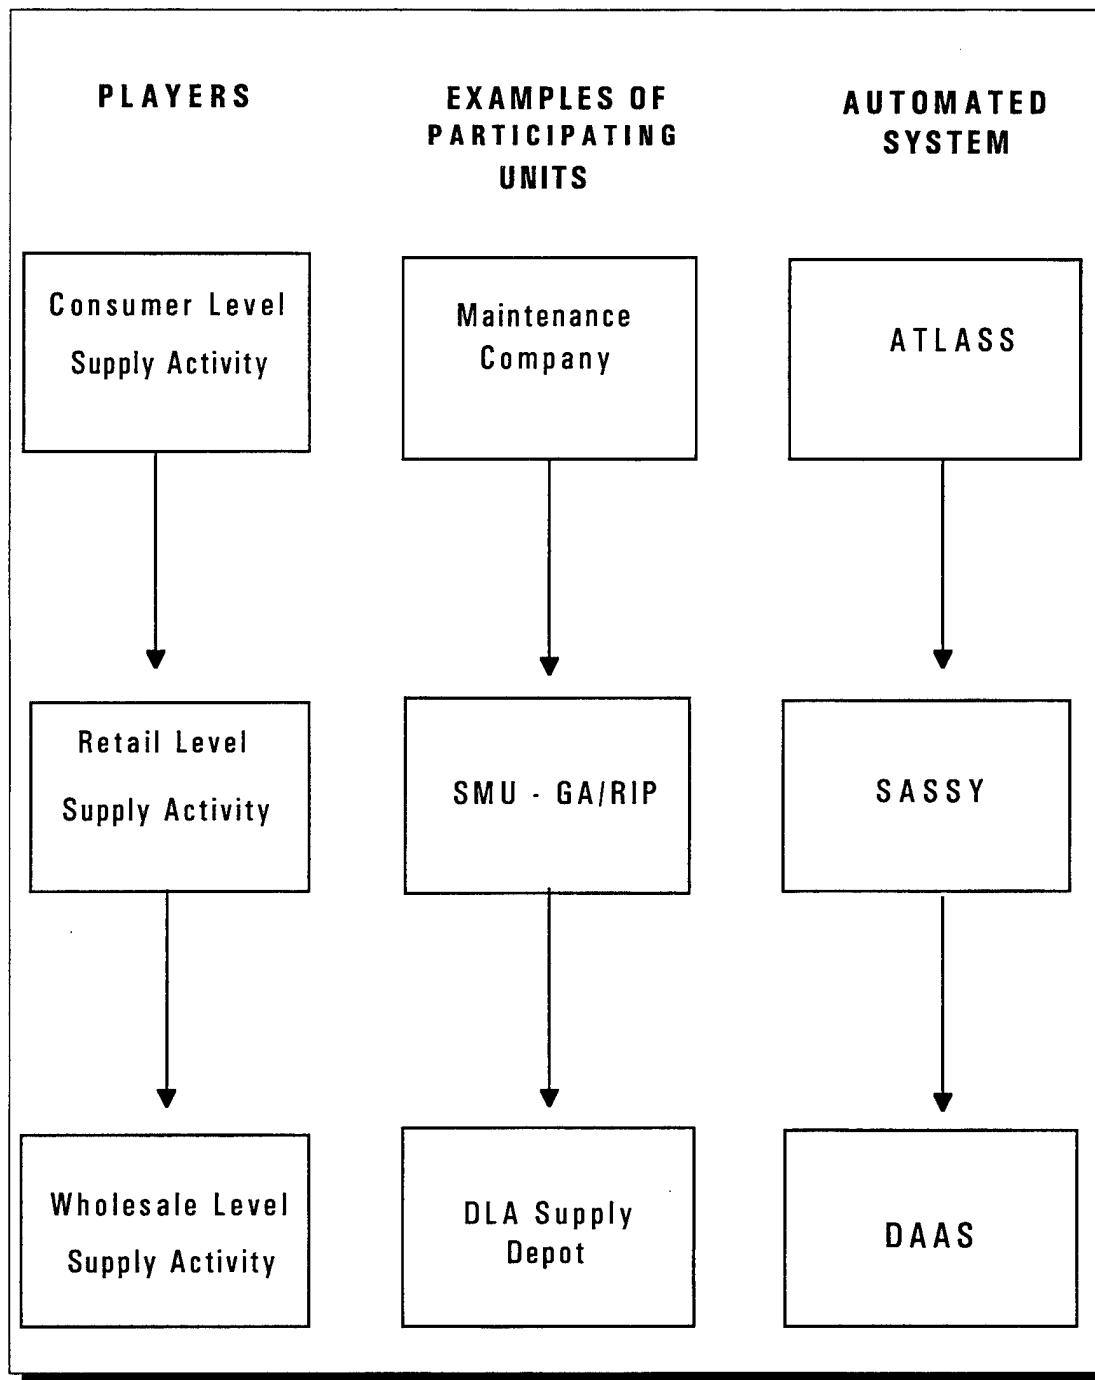 PLAYERS
EXAMPLES OF
PARTICIPATING
UNITS
AUTOMATED
SYSTEM
Consumer Level
Supply Activity
Maintenance
Company
ATLASS
Retail Level
Supply Activity
SMU - GA/RIP
SASSY
Wholesale Level
Supply Activity
DLA Supply
Depot
DAAS